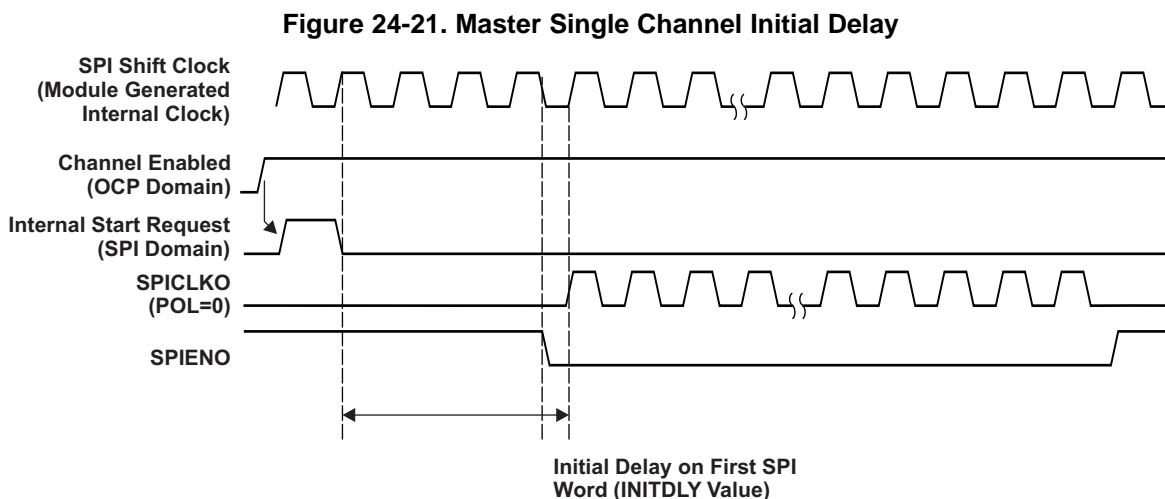 Figure 24-21. Master Single Channel Initial Delay
SPI Shift Clock
(Module Generated
Internal Clock)
Channel Enabled
(OCP Domain)
Internal Start Request
(SPI Domain)
SPICLKO
(POL=0)
SPIENO
Initial Delay on First SPI
Word (INITDLY Value)